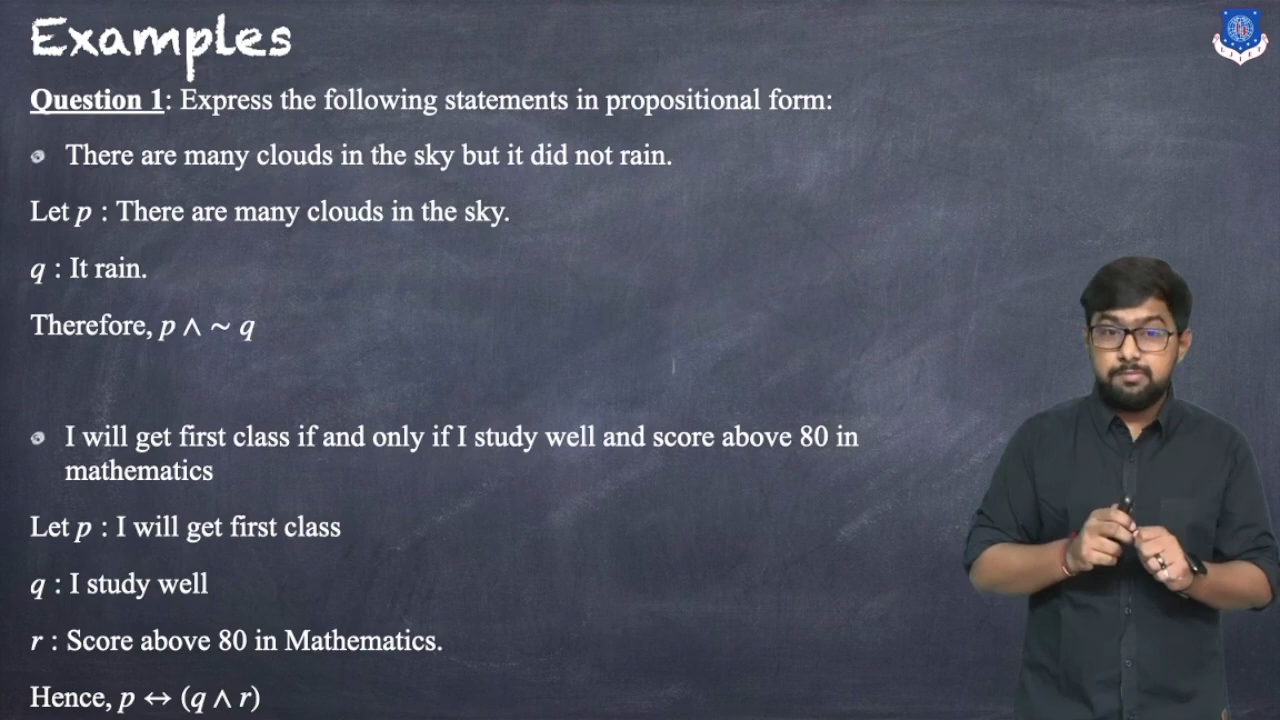 Examples
Question 1: Express the following statements in propositional form:
There are many clouds in the sky but it did not rain.
Let p : There are many clouds in the sky.
q : It rain.
Therefore, p ∧ ~ q
I will get first class if and only if I study well and score above 80 in
mathematics
Let p : I will get first class
q : I study well
r : Score above 80 in Mathematics.
Hence, p ↔ (q ∧ r)